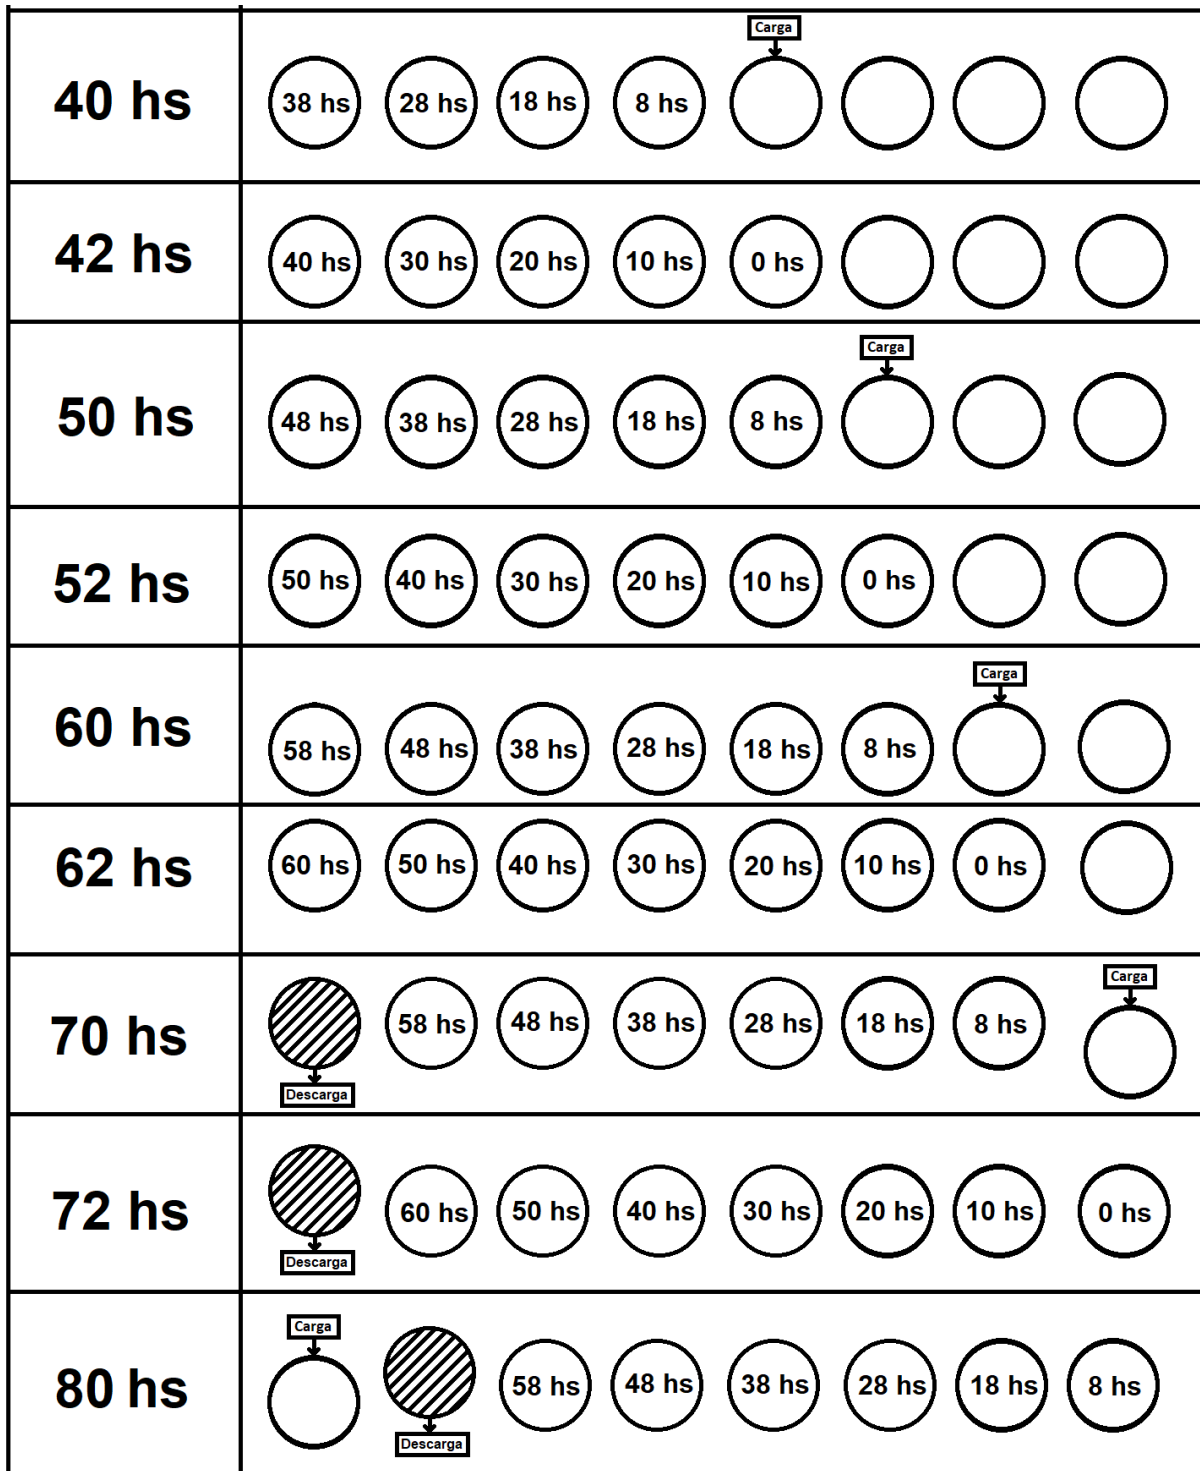 Carga
40 hs 38 hs 28 hs 18 hs 8 hs
42 hs 40 hs 30 hs 20 hs 10 hs 0 hs
Carga
50 hs 48 hs 38 hs 28 hs 18 hs 8 hs
52 hs 50 hs 40 hs 30 hs 20 hs 10 hs 0 hs
Carga
60 hs 58 hs 48 hs 38 hs 28 hs 18 hs 8 hs
62 hs 60 hs 50 hs 40 hs 30 hs 20 hs 10 hs 0 hs
Carga
70 hs 58 hs 48 hs 38 hs 28 hs 18 hs 8 hs
Descarga
72 hs 60 hs 50 hs 40 hs 30 hs 20 hs 10 hs 0 hs
Descarga
Carga
80 hs 58 hs 48 hs 38 hs 28 hs 18 hs 8 hs
Descarga